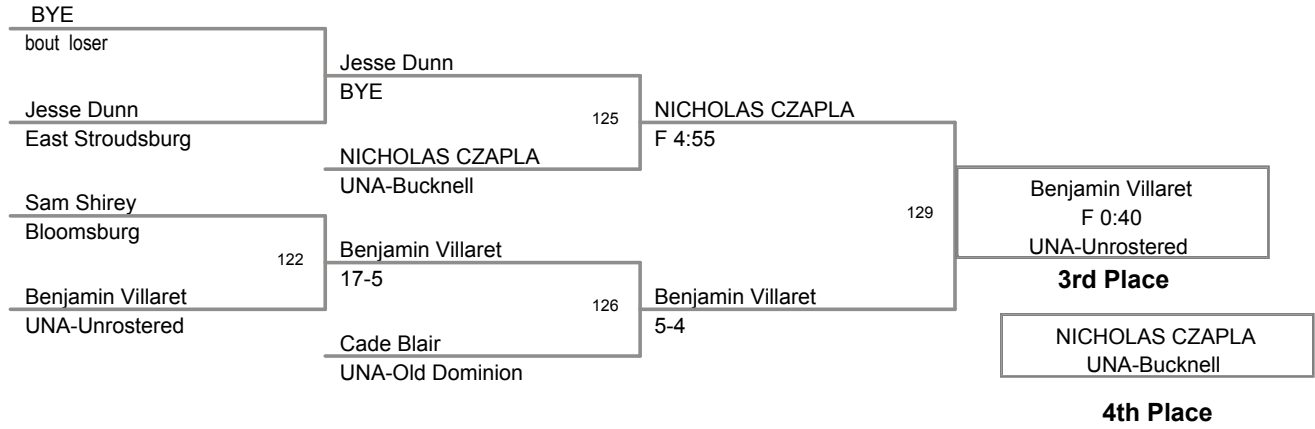 BYE
bout loser
Jesse Dunn
BYE
Jesse Dunn
East Stroudsburg
125
NICHOLAS CZAPLA
F 4:55
NICHOLAS CZAPLA
UNA-Bucknell
Sam Shirey
Bloomsburg
122
Benjamin Villaret
17-5
Benjamin Villaret
UNA-Unrostered
126
Benjamin Villaret
5-4
Cade Blair
UNA-Old Dominion
129
Benjamin Villaret
F 0:40
UNA-Unrostered
3rd Place
NICHOLAS CZAPLA
UNA-Bucknell
4th Place